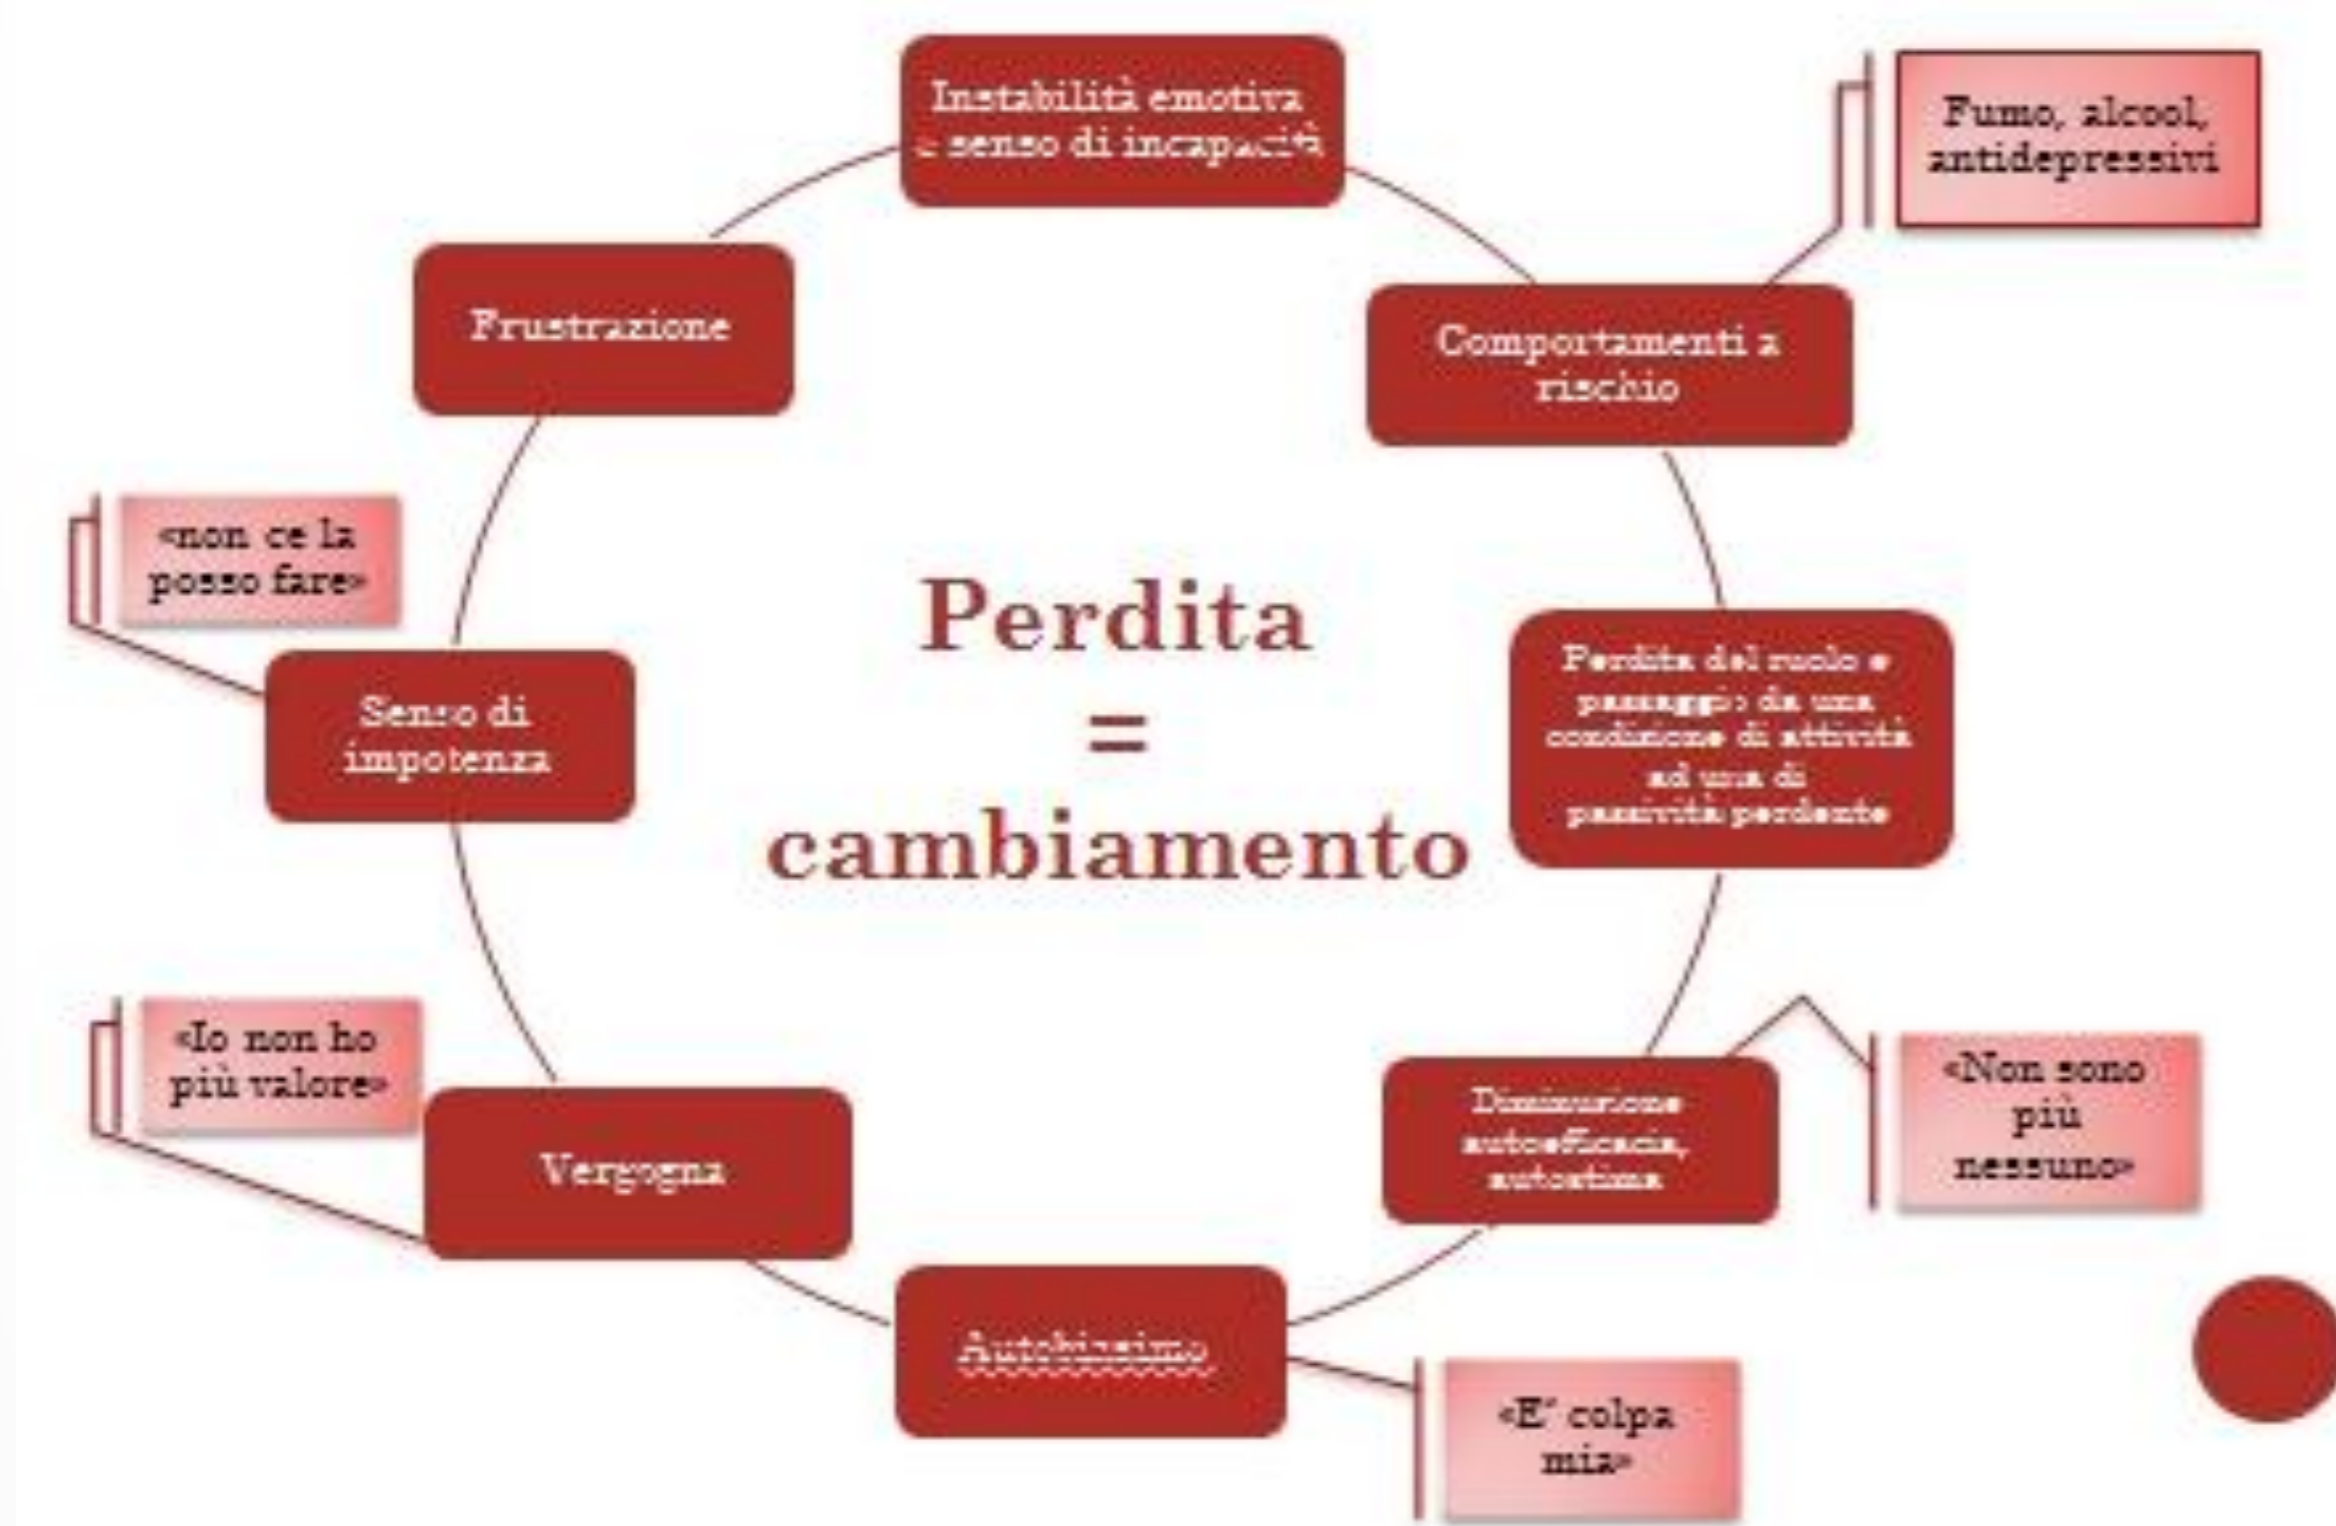 Instabilità emotiva
e senso di incapacità
Fumo, alcool,
antidepressivi
Comportamenti a
rischio
Perdita del ruolo e
passaggio da una
condizione di attività
ad una di
passività perdente
Diminuzione
autoefficacia,
autostima
«Non sono
più
nessuno»
Autobiasimo
«E' colpa
mia»
Vergogna
«Io non ho
più valore»
Senso di
impotenza
«non ce la
posso fare»
Frustrazione
Perdita
=
cambiamento